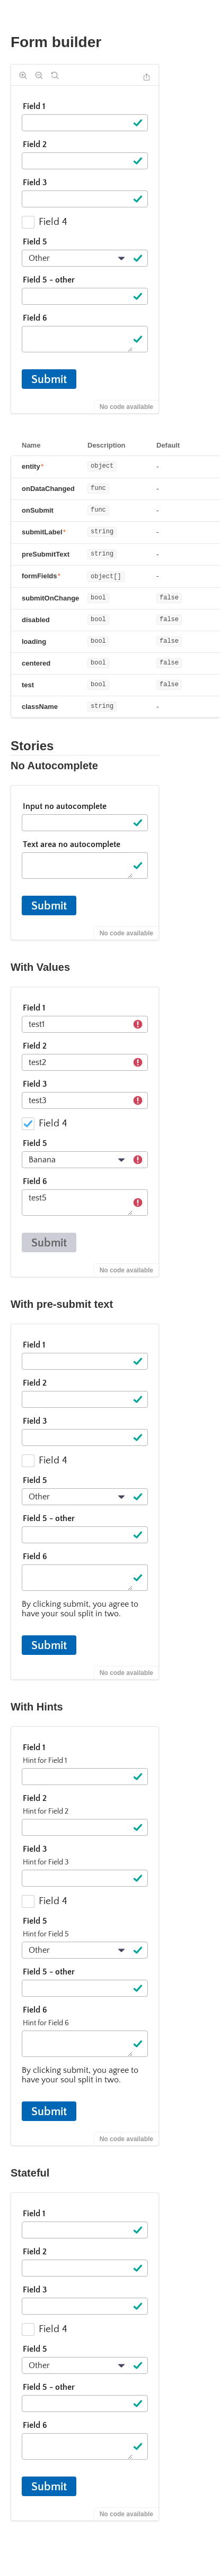 Form builder
Field 1
Field 2
Field 3
Field 4
Field 5
Other
Field 5 - other
Field 6
Submit
No code available
Name Description Default
entity* object -
onDataChanged func -
onSubmit func -
submitLabel* string -
preSubmitText string -
formFields* object[] -
submitOnChange bool false
disabled bool false
loading bool false
centered bool false
test bool false
className string -
Stories
No Autocomplete
Input no autocomplete
Text area no autocomplete
Submit
No code available
With Values
Field 1
test1
Field 2
test2
Field 3
test3
Field 4
Field 5
Banana
Field 6
test5
Submit
No code available
With pre-submit text
Field 1
Field 2
Field 3
Field 4
Field 5
Other
Field 5 - other
Field 6
By clicking submit, you agree to
have your soul split in two.
Submit
No code available
With Hints
Field 1
Hint for Field 1
Field 2
Hint for Field 2
Field 3
Hint for Field 3
Field 4
Field 5
Hint for Field 5
Other
Field 5 - other
Field 6
Hint for Field 6
By clicking submit, you agree to
have your soul split in two.
Submit
No code available
Stateful
Field 1
Field 2
Field 3
Field 4
Field 5
Other
Field 5 - other
Field 6
Submit
No code available